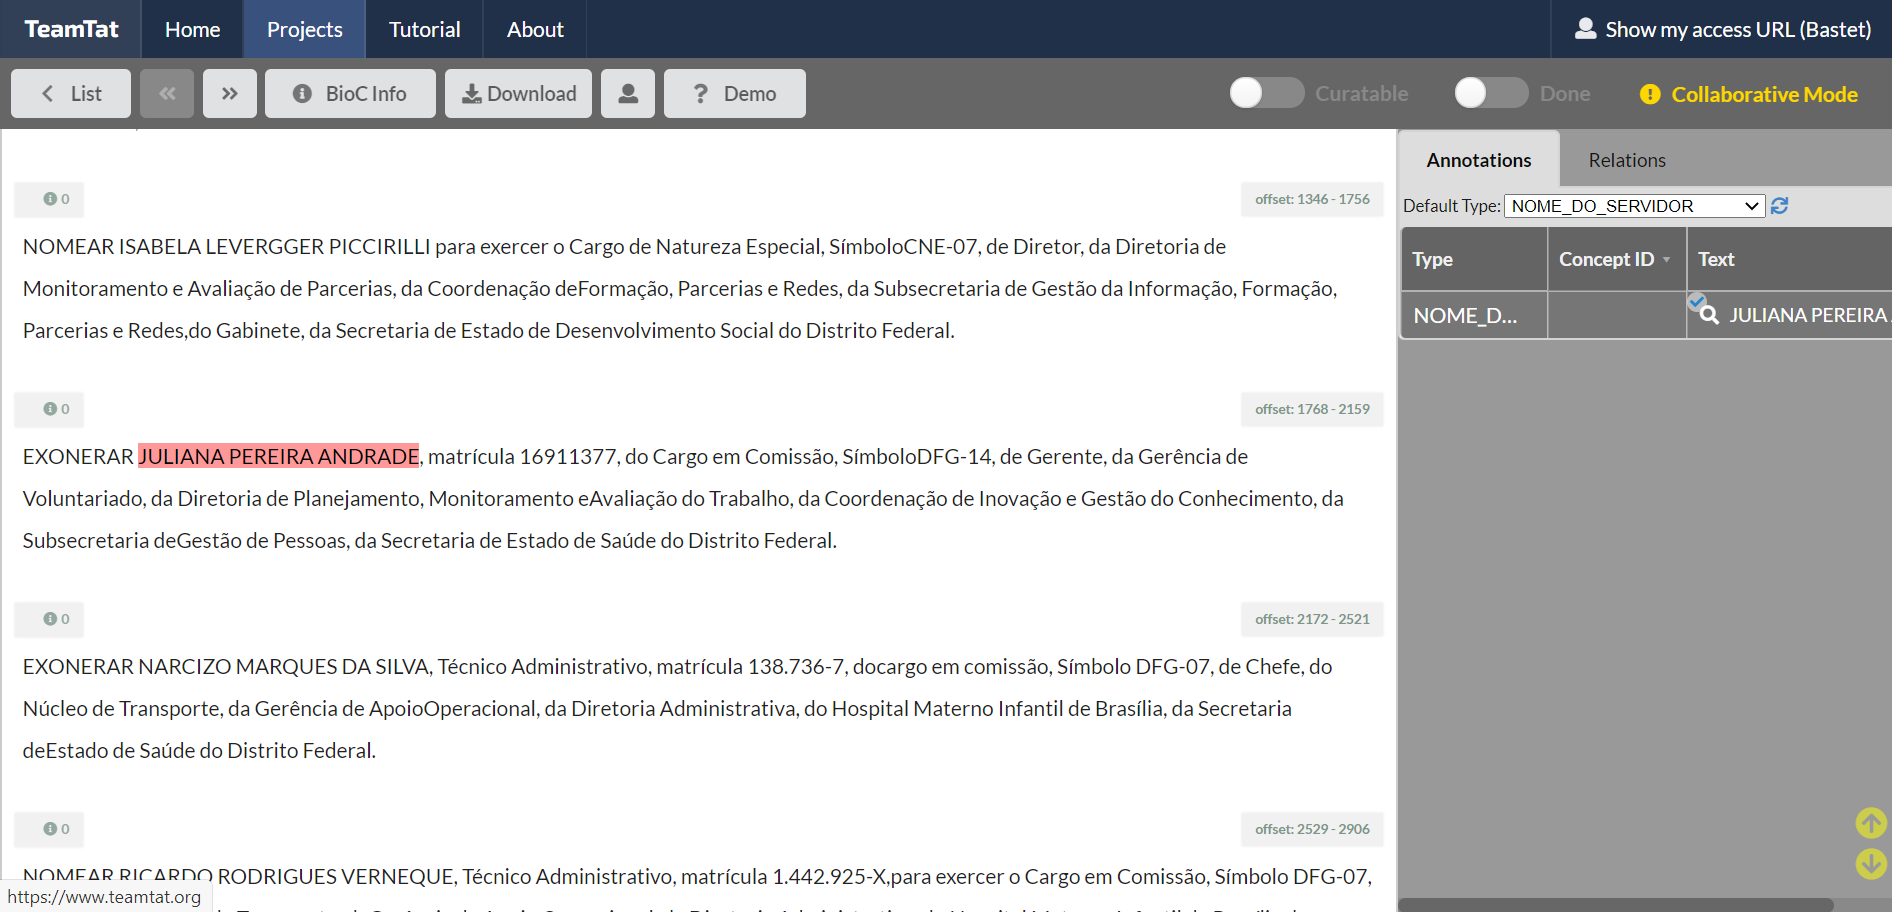 TeamTat Home Projects Tutorial About Show my access URL (Bastet)
List « » BioC Info Download ? Demo Curatable Done Collaborative Mode
Annotations Relations
Default Type: NOME_DO_SERVIDOR
Type Concept ID Text
NOME_D... JULIANA PEREIRA
0 offset: 1346 - 1756
NOMEAR ISABELA LEVERGGER PICCIRILLI para exercer o Cargo de Natureza Especial, SímboloCNE-07, de Diretor, da Diretoria de
Monitoramento e Avaliação de Parcerias, da Coordenação deFormação, Parcerias e Redes, da Subsecretaria de Gestão da Informação, Formação,
Parcerias e Redes,do Gabinete, da Secretaria de Estado de Desenvolvimento Social do Distrito Federal.
0 offset: 1768 - 2159
EXONERAR JULIANA PEREIRA ANDRADE, matrícula 16911377, do Cargo em Comissão, SímboloDFG-14, de Gerente, da Gerência de
Voluntariado, da Diretoria de Planejamento, Monitoramento eAvaliação do Trabalho, da Coordenação de Inovação e Gestão do Conhecimento, da
Subsecretaria deGestão de Pessoas, da Secretaria de Estado de Saúde do Distrito Federal.
0 offset: 2172 - 2521
EXONERAR NARCIZO MARQUES DA SILVA, Técnico Administrativo, matrícula 138.736-7, docargo em comissão, Símbolo DFG-07, de Chefe, do
Núcleo de Transporte, da Gerência de ApoioOperacional, da Diretoria Administrativa, do Hospital Materno Infantil de Brasília, da Secretaria
deEstado de Saúde do Distrito Federal.
0 offset: 2529 - 2906
NOMEAR RICARDO RODRIGUES VERNEQUE, Técnico Administrativo, matrícula 1.442.925-X,para exercer o Cargo em Comissão, Símbolo DFG-07,
https://www.teamtat.org